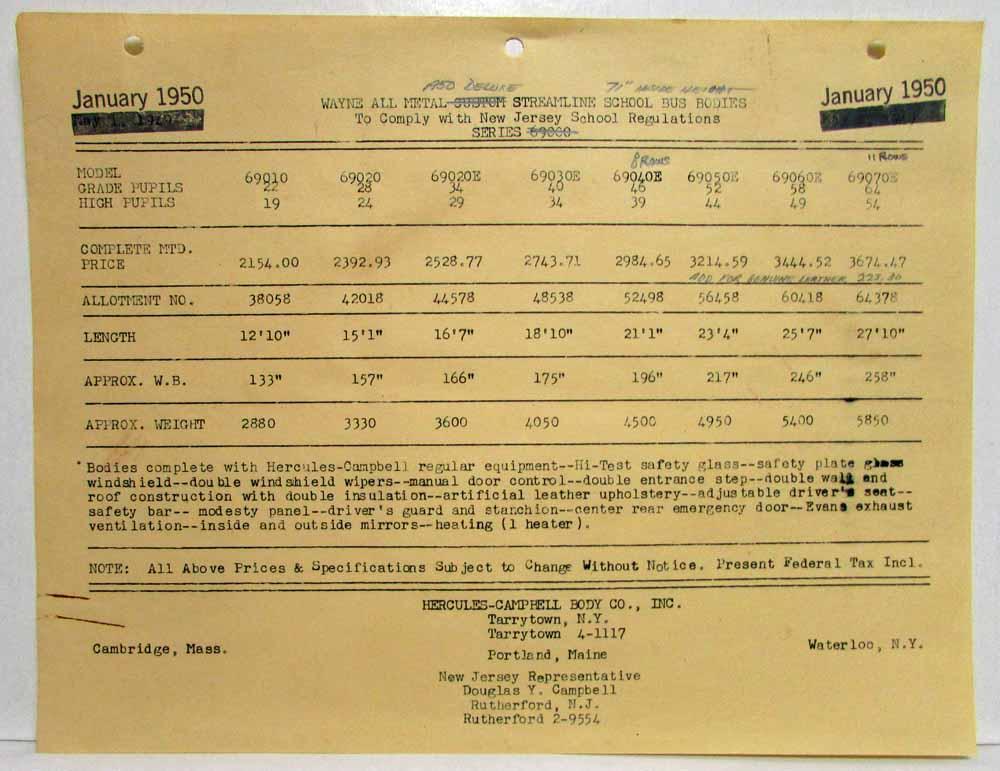 1950 DELUXE 71" INSIDE HEIGHT
January 1950 WAYNE ALL METAL CUSTOM STREAMLINE SCHOOL BUS BODIES January 1950
May 1, 1949 To Comply with New Jersey School Regulations
SERIES 69000
8 ROWS 11 ROWS
MODEL 69010 69020 69020E 69030E 69040E 69050E 69060E 69070E
GRADE PUPILS 22 28 34 40 46 52 58 64
HIGH PUPILS 19 24 29 34 39 44 49 54
COMPLETE MTD.
PRICE 2154.00 2392.93 2528.77 2743.71 2984.65 3214.59 3444.52 3674.47
ADD FOR GENUINE LEATHER 223.30
ALLOTMENT NO. 38058 42018 44578 48538 52498 56458 60418 64378
LENGTH 12'10" 15'1" 16'7" 18'10" 21'1" 23'4" 25'7" 27'10"
APPROX. W.B. 133" 157" 166" 175" 196" 217" 246" 258"
APPROX. WEIGHT 2880 3330 3600 4050 4500 4950 5400 5850
Bodies complete with Hercules-Campbell regular equipment--Hi-Test safety glass--safety plate glass
windshield--double windshield wipers--manual door control--double entrance step--double wall and
roof construction with double insulation--artificial leather upholstery--adjustable driver's seat--
safety bar-- modesty panel--driver's guard and stanchion--center rear emergency door--Evans exhaust
ventilation--inside and outside mirrors--heating (1 heater).
NOTE: All Above Prices & Specifications Subject to Change Without Notice. Present Federal Tax Incl.
HERCULES-CAMPBELL BODY CO., INC.
Tarrytown, N.Y.
Tarrytown 4-1117
Cambridge, Mass. Portland, Maine Waterloo, N.Y.
New Jersey Representative
Douglas Y. Campbell
Rutherford, N.J.
Rutherford 2-9554